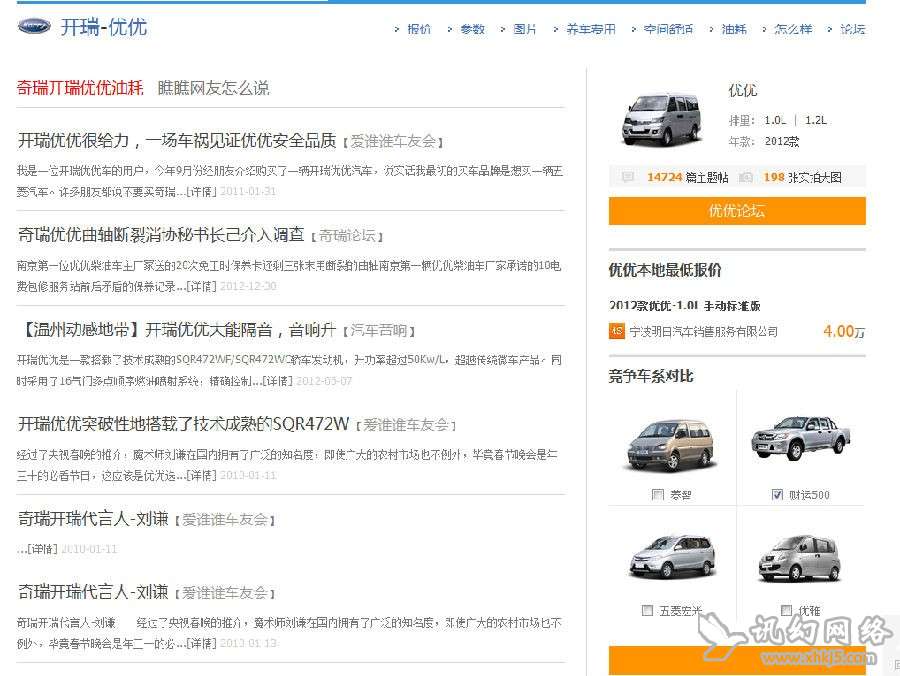 开瑞-优优
> 报价 > 参数 > 图片 > 养车费用 > 空间舒适 > 油耗 > 怎么样 > 论坛
奇瑞开瑞优优油耗 瞧瞧网友怎么说
开瑞优优很给力，一场车祸见证优优安全品质【爱谁谁车友会】
我是一位开瑞优优车的用户，今年9月份经朋友介绍购买了一辆开瑞优优汽车，说实话我最初的买车品牌是想买一辆五
菱汽车。许多朋友都说不要买奇瑞...[详情] 2011-01-31
奇瑞优优曲轴断裂消协秘书长已介入调查【奇瑞论坛】
南京第一位优优柴油车主厂家送的20次免工时保养卡还剩三张未用断裂的曲轴南京第一辆优优柴油车厂家承诺的10电
费包修服务站前后矛盾的保养记录...[详情] 2012-12-20
【温州动感地带】开瑞优优大能隔音，音响升【汽车音响】
开瑞优优是一款搭载了技术成熟的SQR472WF/SQR472WC轿车发动机，升功率超过50Kw/L，超越传统微车产品。同
时采用了16气门多点顺序燃油喷射系统；精确控制...[详情] 2012-03-07
开瑞优优突破性地搭载了技术成熟的SQR472W【爱谁谁车友会】
经过了央视春晚的推介，魔术师刘谦在国内拥有了广泛的知名度，即使广大的农村市场也不例外，毕竟春节晚会是年
三十的必看节日，这应该是优优选...[详情] 2010-01-11
奇瑞开瑞代言人-刘谦【爱谁谁车友会】
...[详情] 2010-01-11
奇瑞开瑞代言人-刘谦【爱谁谁车友会】
奇瑞开瑞代言人-刘谦 经过了央视春晚的推介，魔术师刘谦在国内拥有了广泛的知名度，即使广大的农村市场也不
例外，毕竟春节晚会是年三十的必...[详情] 2010-01-13
优优
排量： 1.0L | 1.2L
年款： 2012款
14724 篇主题帖 198 张实拍大图
优优论坛
优优本地最低报价
2012款优优-1.0L 手动标准版
宁波明日汽车销售服务有限公司 4.00万
竞争车系对比
菱智 财运500
五菱宏光 优雅
讯幻网络
www.xhkj5.com